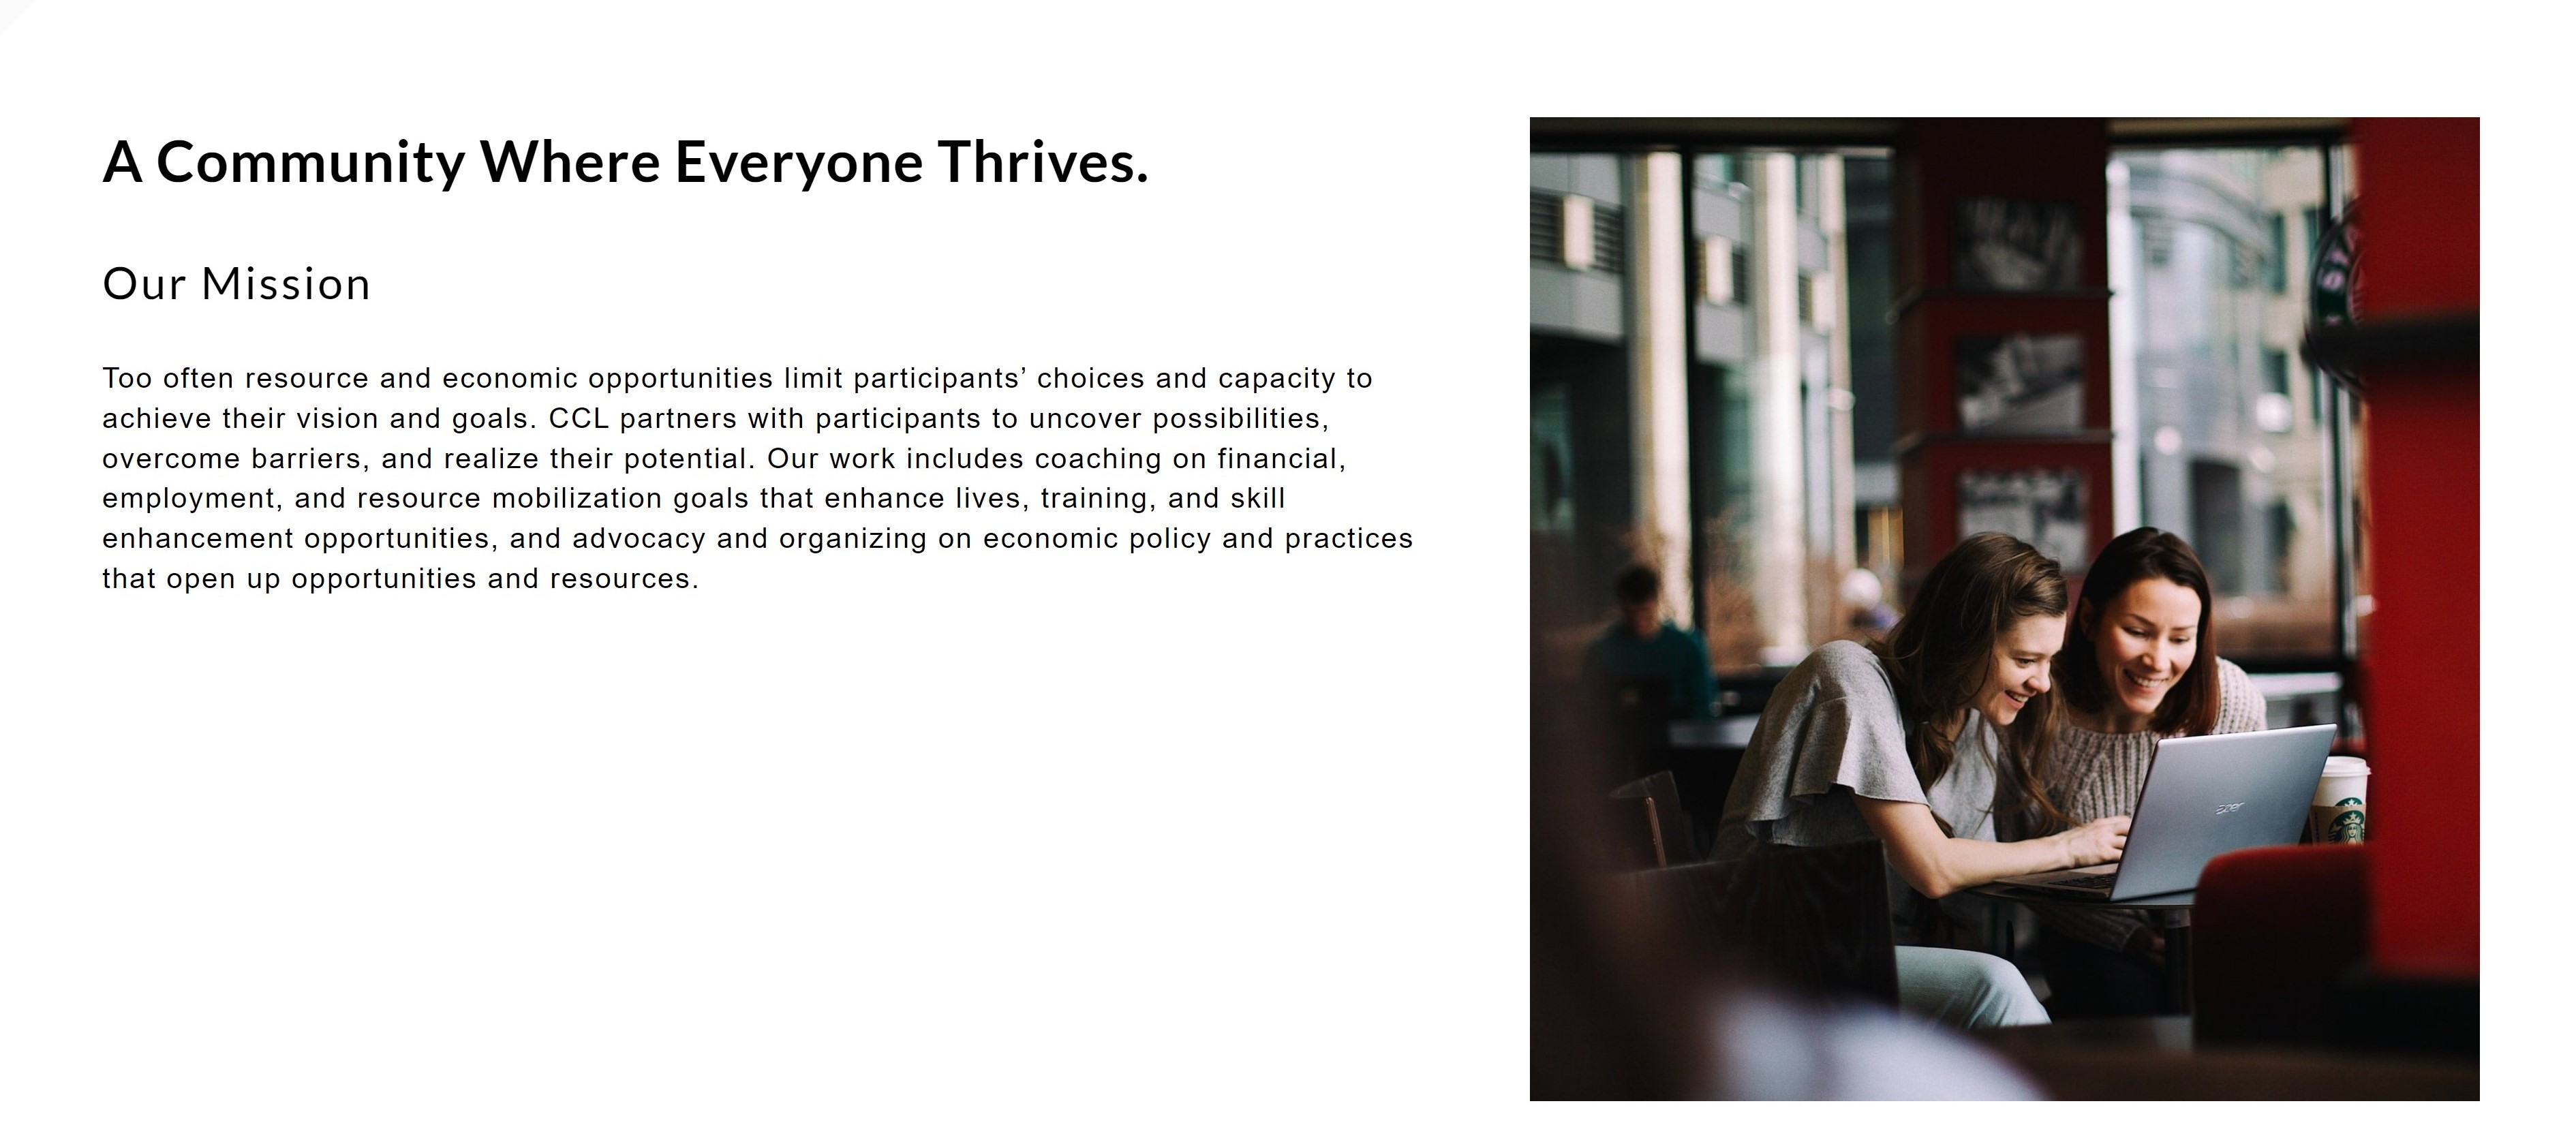 A Community Where Everyone Thrives.
Our Mission
Too often resource and economic opportunities limit participants’ choices and capacity to
achieve their vision and goals. CCL partners with participants to uncover possibilities,
overcome barriers, and realize their potential. Our work includes coaching on financial,
employment, and resource mobilization goals that enhance lives, training, and skill
enhancement opportunities, and advocacy and organizing on economic policy and practices
that open up opportunities and resources.
acer